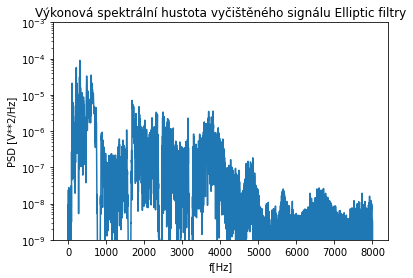 Výkonová spektrální hustota vyčištěného signálu Elliptic filtry
PSD [V**2/Hz]
10⁻³
10⁻⁴
10⁻⁵
10⁻⁶
10⁻⁷
10⁻⁸
10⁻⁹
0 1000 2000 3000 4000 5000 6000 7000 8000
f[Hz]